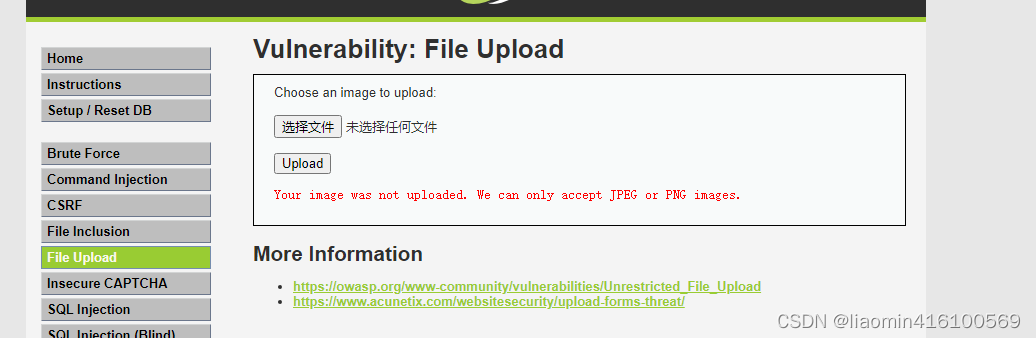 Vulnerability: File Upload
Home
Instructions
Setup / Reset DB
Brute Force
Command Injection
CSRF
File Inclusion
File Upload
Insecure CAPTCHA
SQL Injection
SQL Injection (Blind)
Choose an image to upload:
选择文件 未选择任何文件
Upload
Your image was not uploaded. We can only accept JPEG or PNG images.
More Information
https://owasp.org/www-community/vulnerabilities/Unrestricted_File_Upload
https://www.acunetix.com/websitesecurity/upload-forms-threat/
CSDN @liaomin416100569